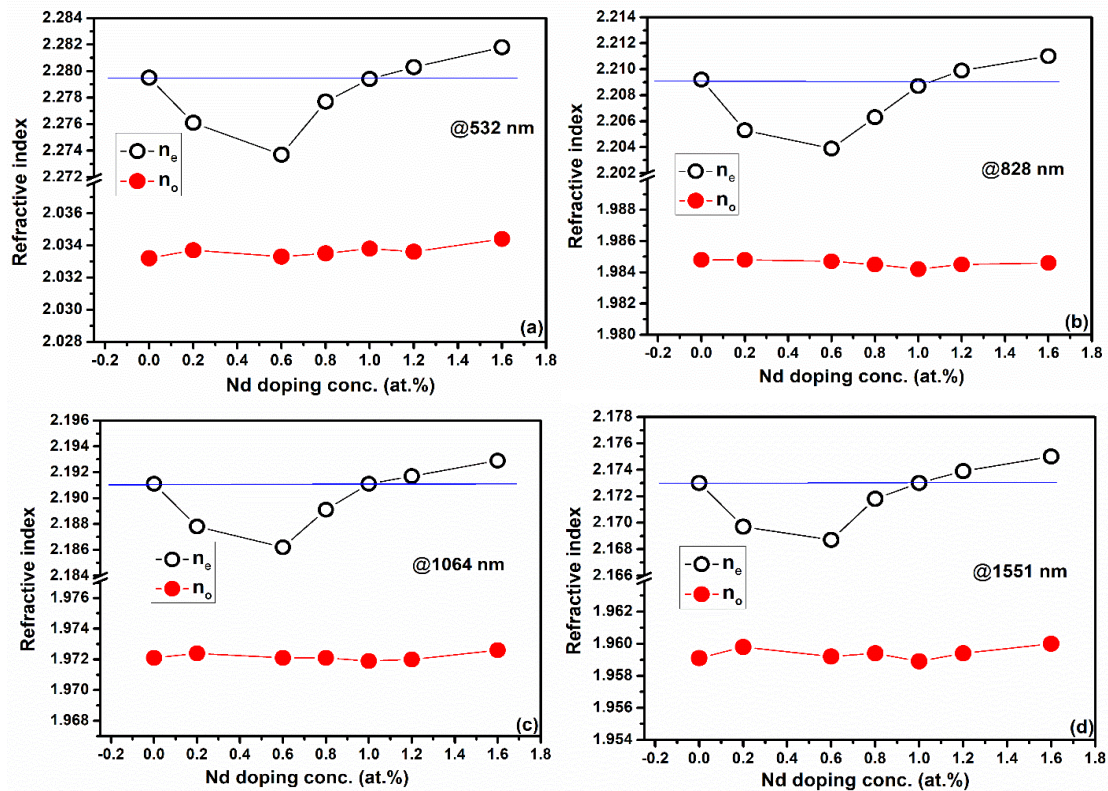 2.284
2.282
2.280
2.278
2.276
2.274
2.272
2.036
2.034
2.032
2.030
2.028
Refractive index
n_e
n_o
@532 nm
(a)
-0.2 0.0 0.2 0.4 0.6 0.8 1.0 1.2 1.4 1.6 1.8
Nd doping conc. (at.%)
2.214
2.212
2.210
2.208
2.206
2.204
2.202
1.988
1.986
1.984
1.982
1.980
Refractive index
n_e
n_o
@828 nm
(b)
-0.2 0.0 0.2 0.4 0.6 0.8 1.0 1.2 1.4 1.6 1.8
Nd doping conc. (at.%)
2.196
2.194
2.192
2.190
2.188
2.186
2.184
1.976
1.974
1.972
1.970
1.968
Refractive index
n_e
n_o
@1064 nm
(c)
0.0 0.2 0.4 0.6 0.8 1.0 1.2 1.4 1.6 1.8
Nd doping conc. (at.%)
2.178
2.176
2.174
2.172
2.170
2.168
2.166
1.962
1.960
1.958
1.956
1.954
Refractive index
n_e
n_o
@1551 nm
(d)
-0.2 0.0 0.2 0.4 0.6 0.8 1.0 1.2 1.4 1.6 1.8
Nd doping conc. (at.%)